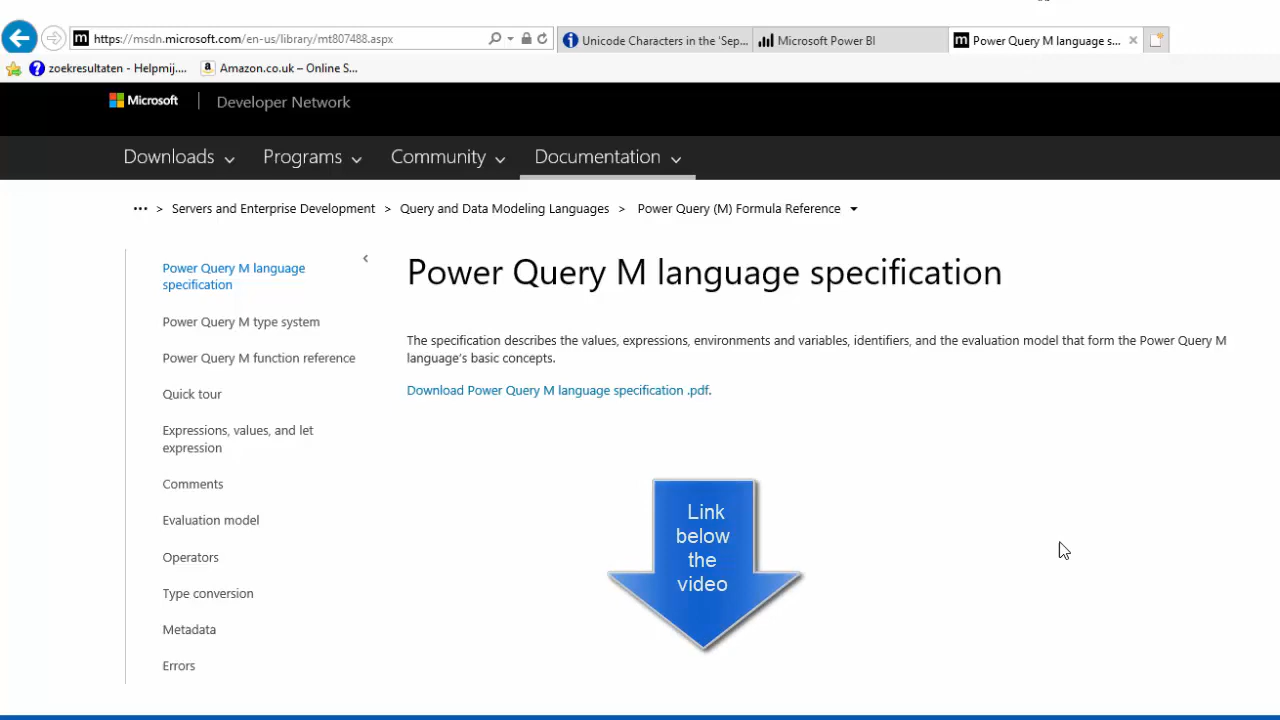 https://msdn.microsoft.com/en-us/library/mt807488.aspx
Unicode Characters in the 'Sep...
Microsoft Power BI
Power Query M language s...
zoekresultaten - Helpmij....
Amazon.co.uk – Online S...
Microsoft
Developer Network
Downloads
Programs
Community
Documentation
... > Servers and Enterprise Development > Query and Data Modeling Languages > Power Query (M) Formula Reference
Power Query M language
specification
Power Query M type system
Power Query M function reference
Quick tour
Expressions, values, and let
expression
Comments
Evaluation model
Operators
Type conversion
Metadata
Errors
Power Query M language specification
The specification describes the values, expressions, environments and variables, identifiers, and the evaluation model that form the Power Query M
language's basic concepts.
Download Power Query M language specification .pdf.
Link
below
the
video